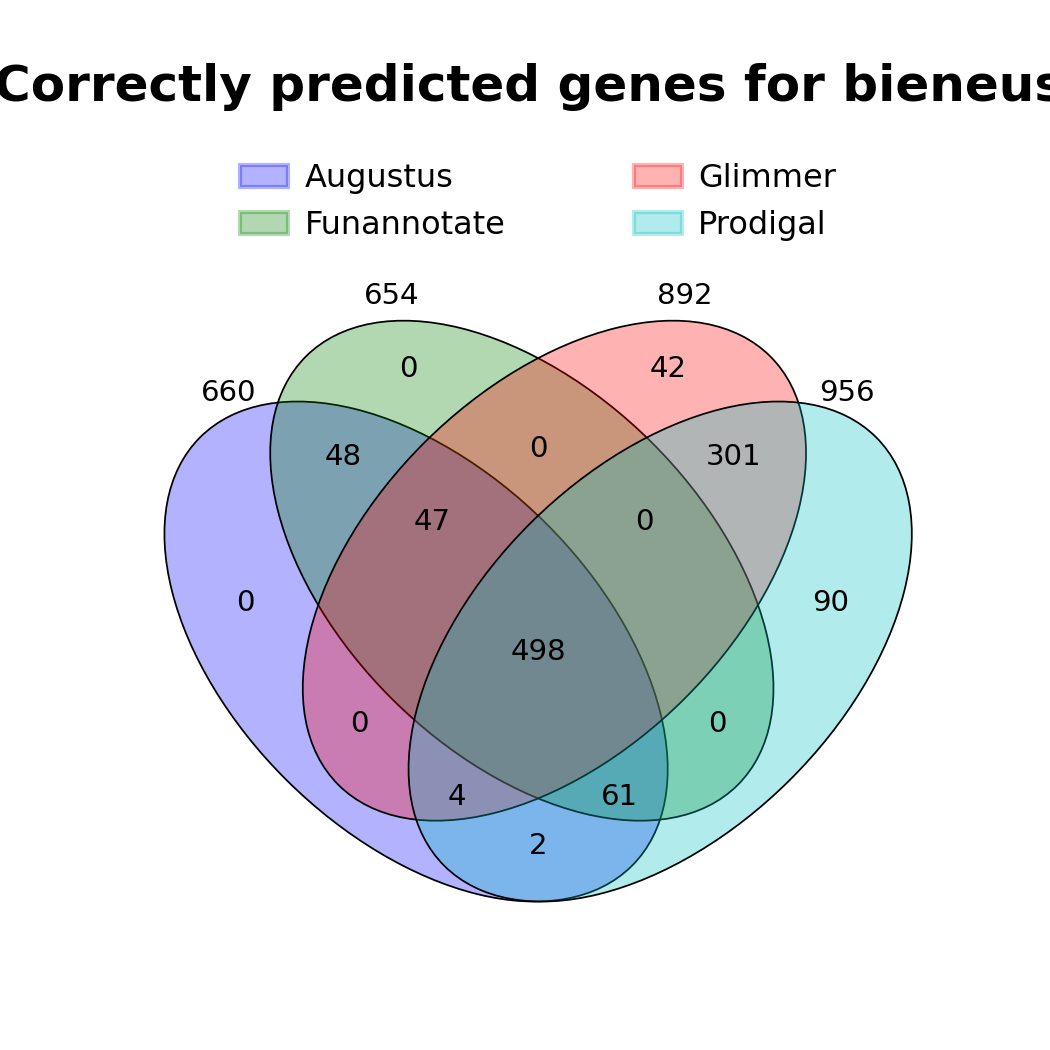 Correctly predicted genes for bieneus
Augustus Glimmer
Funannotate Prodigal
654 892
660 956
0 42
48 0 301
47 0
0 90
498
0 0
4 61
2